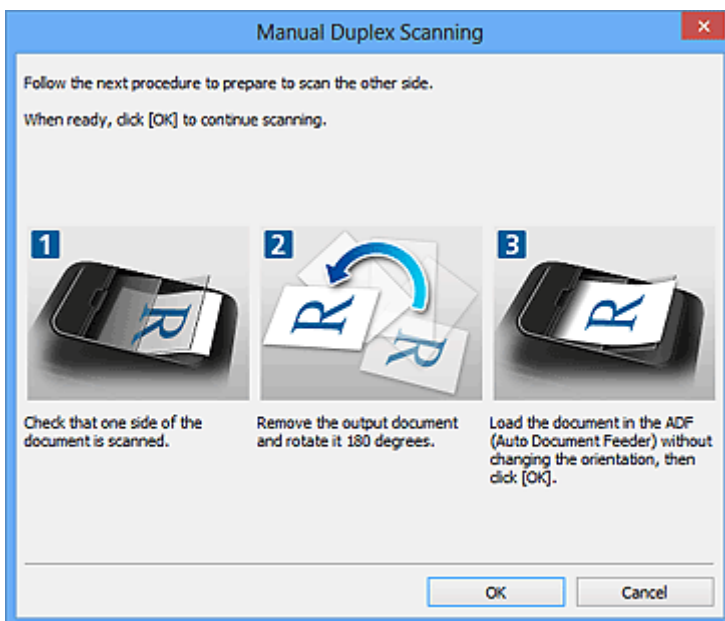 Manual Duplex Scanning
Follow the next procedure to prepare to scan the other side.
When ready, click [OK] to continue scanning.
1
R
Check that one side of the
document is scanned.
2
R
R
Remove the output document
and rotate it 180 degrees.
3
R
Load the document in the ADF
(Auto Document Feeder) without
changing the orientation, then
click [OK].
OK
Cancel